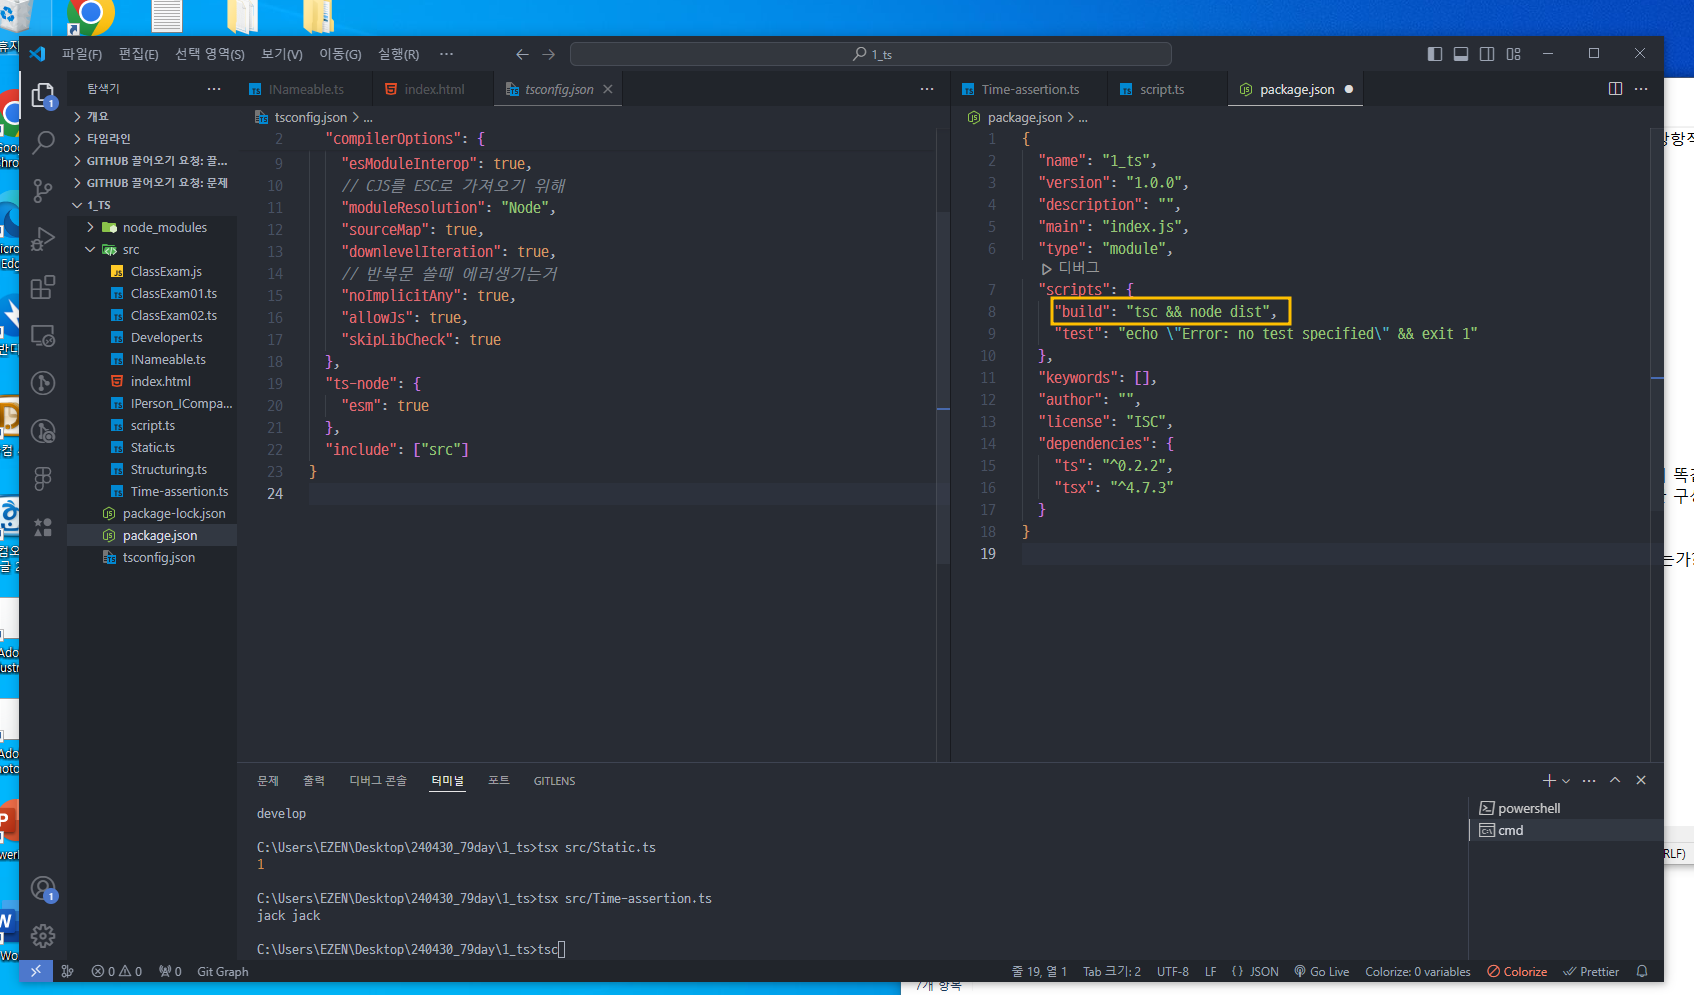 파일(F) 편집(E) 선택 영역(S) 보기(V) 이동(G) 실행(R) ···
1_ts
탐색기 ···
개요
타임라인
GITHUB 끌어오기 요청: 끌...
GITHUB 끌어오기 요청: 문제
1_TS
node_modules
src
ClassExam.js
ClassExam01.ts
ClassExam02.ts
Developer.ts
INameable.ts
index.html
IPerson_ICompa...
script.ts
Static.ts
Structuring.ts
Time-assertion.ts
package-lock.json
package.json
tsconfig.json
INameable.ts index.html tsconfig.json
tsconfig.json > ...
2 "compilerOptions": {
9 "esModuleInterop": true,
10 // CJS를 ESC로 가져오기 위해
11 "moduleResolution": "Node",
12 "sourceMap": true,
13 "downlevelIteration": true,
14 // 반복문 쓸때 에러생기는거
15 "noImplicitAny": true,
16 "allowJs": true,
17 "skipLibCheck": true
18 },
19 "ts-node": {
20 "esm": true
21 },
22 "include": ["src"]
23 }
24
Time-assertion.ts script.ts package.json
package.json > ...
1 {
2 "name": "1_ts",
3 "version": "1.0.0",
4 "description": "",
5 "main": "index.js",
6 "type": "module",
디버그
7 "scripts": {
8 "build": "tsc && node dist",
9 "test": "echo \"Error: no test specified\" && exit 1"
10 },
11 "keywords": [],
12 "author": "",
13 "license": "ISC",
14 "dependencies": {
15 "ts": "^0.2.2",
16 "tsx": "^4.7.3"
17 }
18 }
19
문제 출력 디버그 콘솔 터미널 포트 GITLENS
develop
C:\Users\EZEN\Desktop\240430_79day\1_ts>tsx src/Static.ts
1
C:\Users\EZEN\Desktop\240430_79day\1_ts>tsx src/Time-assertion.ts
jack jack
C:\Users\EZEN\Desktop\240430_79day\1_ts>tsc
powershell
cmd
0 0 0 Git Graph
줄 19, 열 1 Tab 크기: 2 UTF-8 LF {} JSON Go Live Colorize: 0 variables Colorize Prettier
RLF)
7개 항목